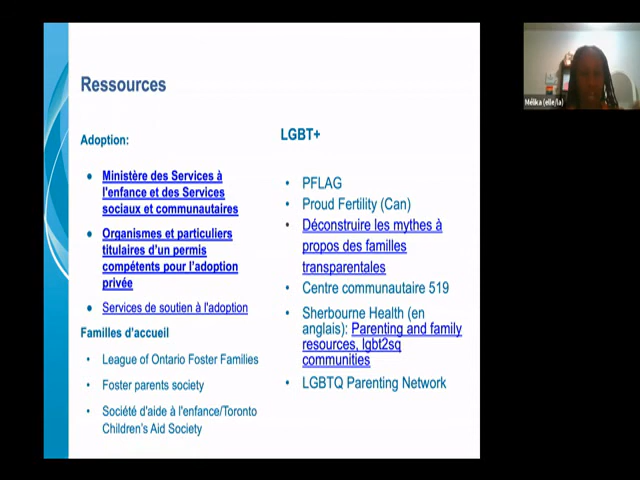 Ressources
Adoption:
Ministère des Services à
l'enfance et des Services
sociaux et communautaires
Organismes et particuliers
titulaires d'un permis
compétents pour l'adoption
privée
Services de soutien à l'adoption
Familles d'accueil
League of Ontario Foster Families
Foster parents society
Société d'aide à l'enfance/Toronto
Children's Aid Society
LGBT+
PFLAG
Proud Fertility (Can)
Déconstruire les mythes à
propos des familles
transparentales
Centre communautaire 519
Sherbourne Health (en
anglais): Parenting and family
resources, lgbt2sq
communities
LGBTQ Parenting Network
Mélika (elle/la)